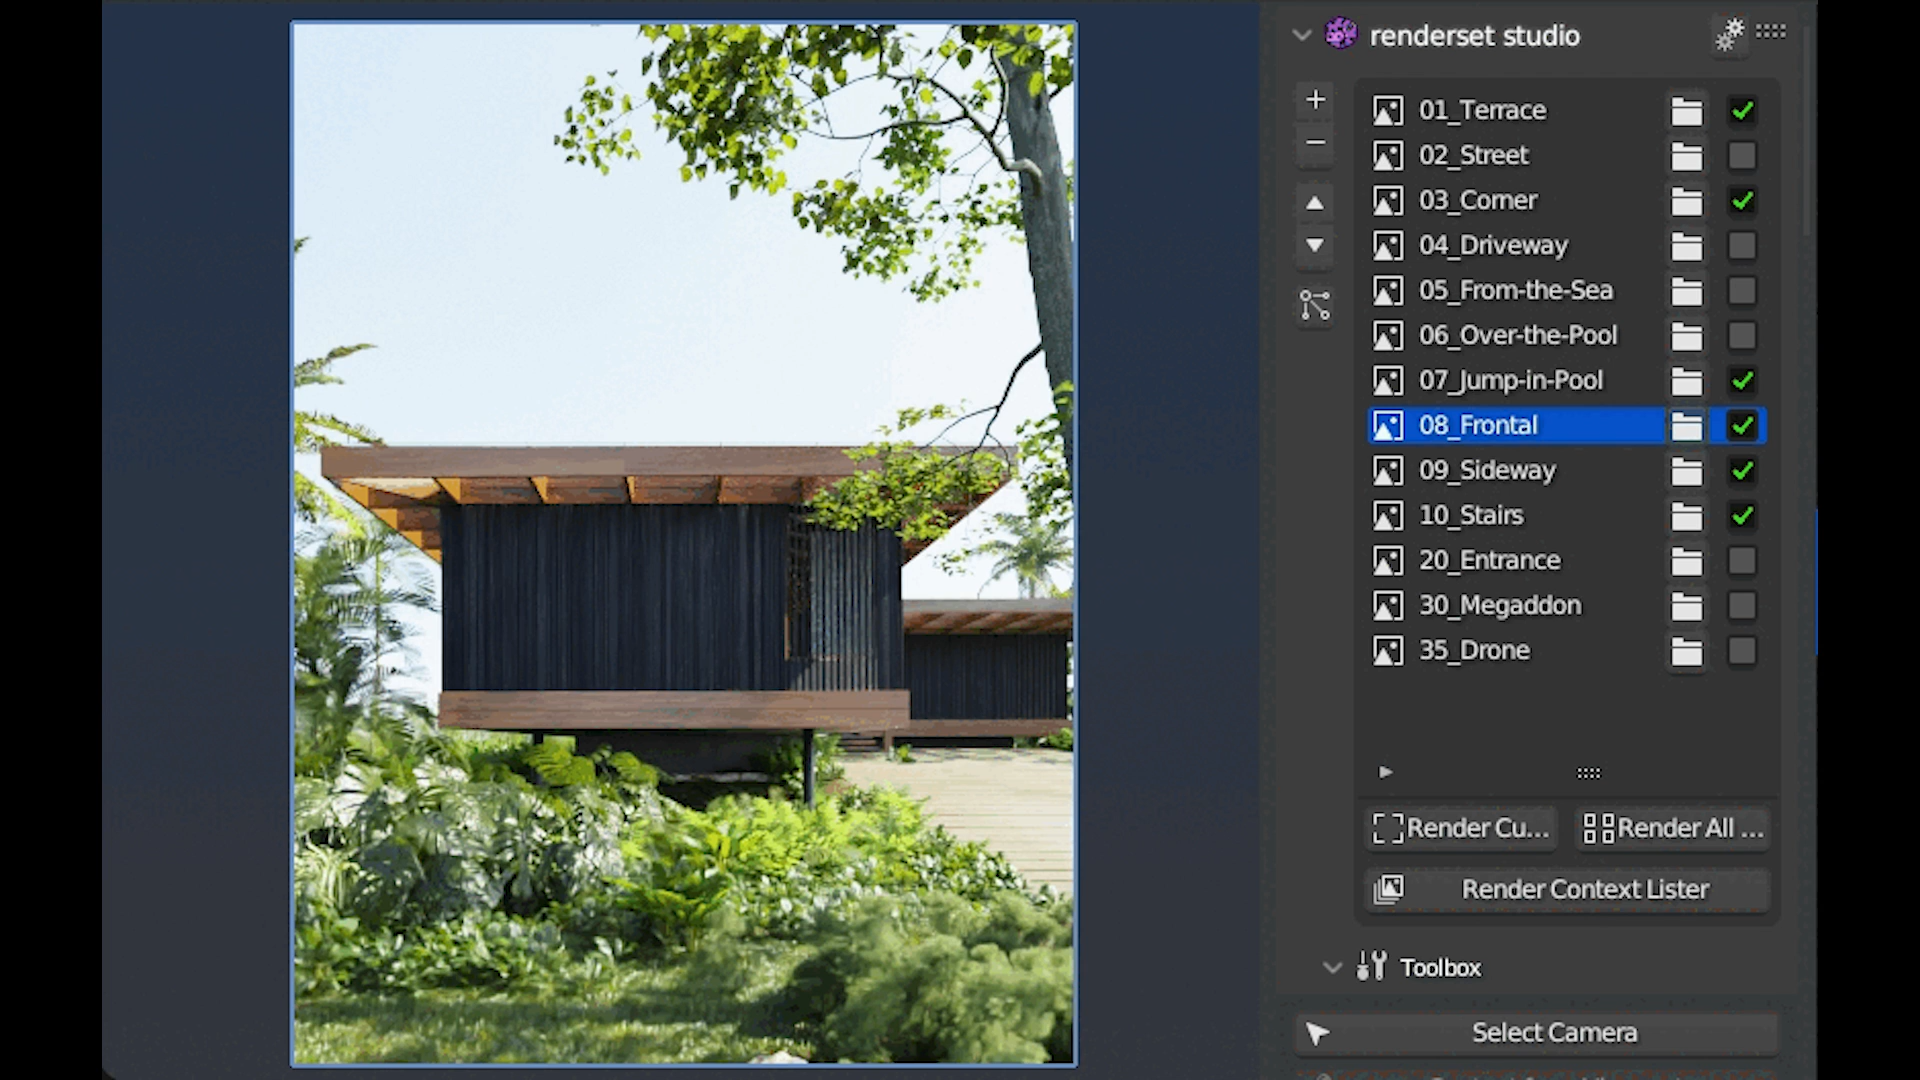 renderset studio
01_Terrace
02_Street
03_Corner
04_Driveway
05_From-the-Sea
06_Over-the-Pool
07_Jump-in-Pool
08_Frontal
09_Sideway
10_Stairs
20_Entrance
30_Megaddon
35_Drone
Render Cu... Render All ...
Render Context Lister
Toolbox
Select Camera